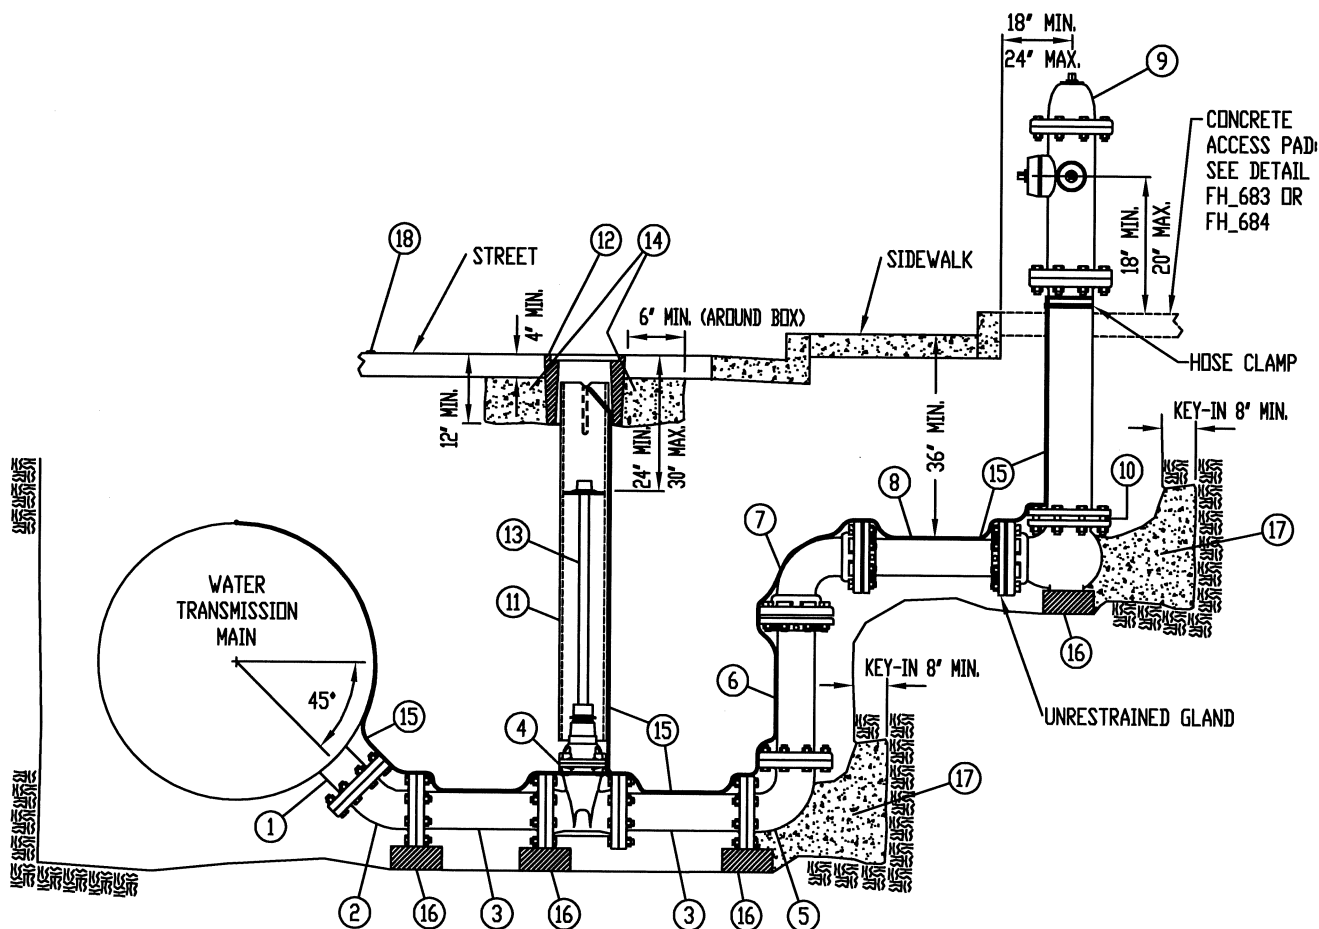 18" MIN.
24" MAX.
9
CONCRETE
ACCESS PAD:
SEE DETAIL
FH_683 OR
FH_684
18" MIN.
20" MAX.
18
STREET
12
14
SIDEWALK
4" MIN.
6" MIN. (AROUND BOX)
HOSE CLAMP
12" MIN.
24" MIN.
30" MAX.
36" MIN.
KEY-IN 8" MIN.
15
10
8
7
13
17
WATER
TRANSMISSION
MAIN
11
16
KEY-IN 8" MIN.
6
45°
UNRESTRAINED GLAND
15
4
15
17
1
2
16
3
16
3
16
5